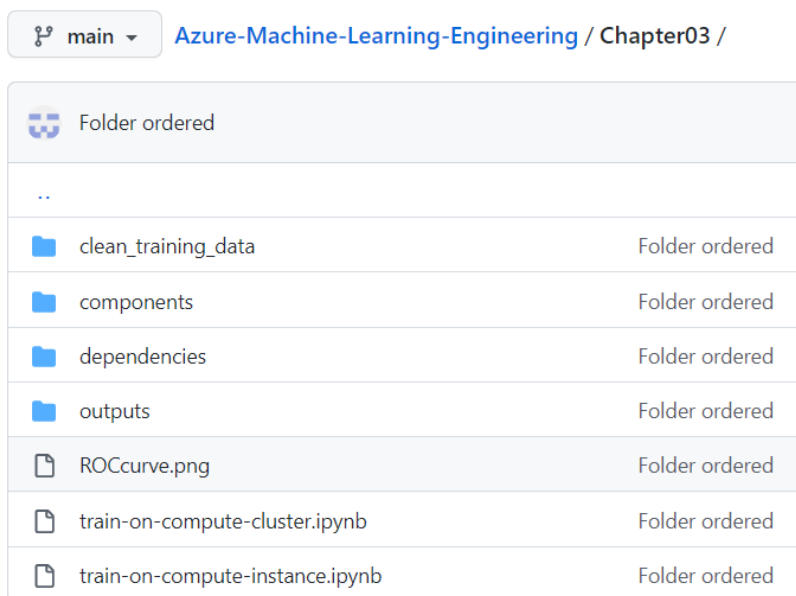 main Azure-Machine-Learning-Engineering / Chapter03 /
Folder ordered
..
clean_training_data Folder ordered
components Folder ordered
dependencies Folder ordered
outputs Folder ordered
ROCcurve.png Folder ordered
train-on-compute-cluster.ipynb Folder ordered
train-on-compute-instance.ipynb Folder ordered